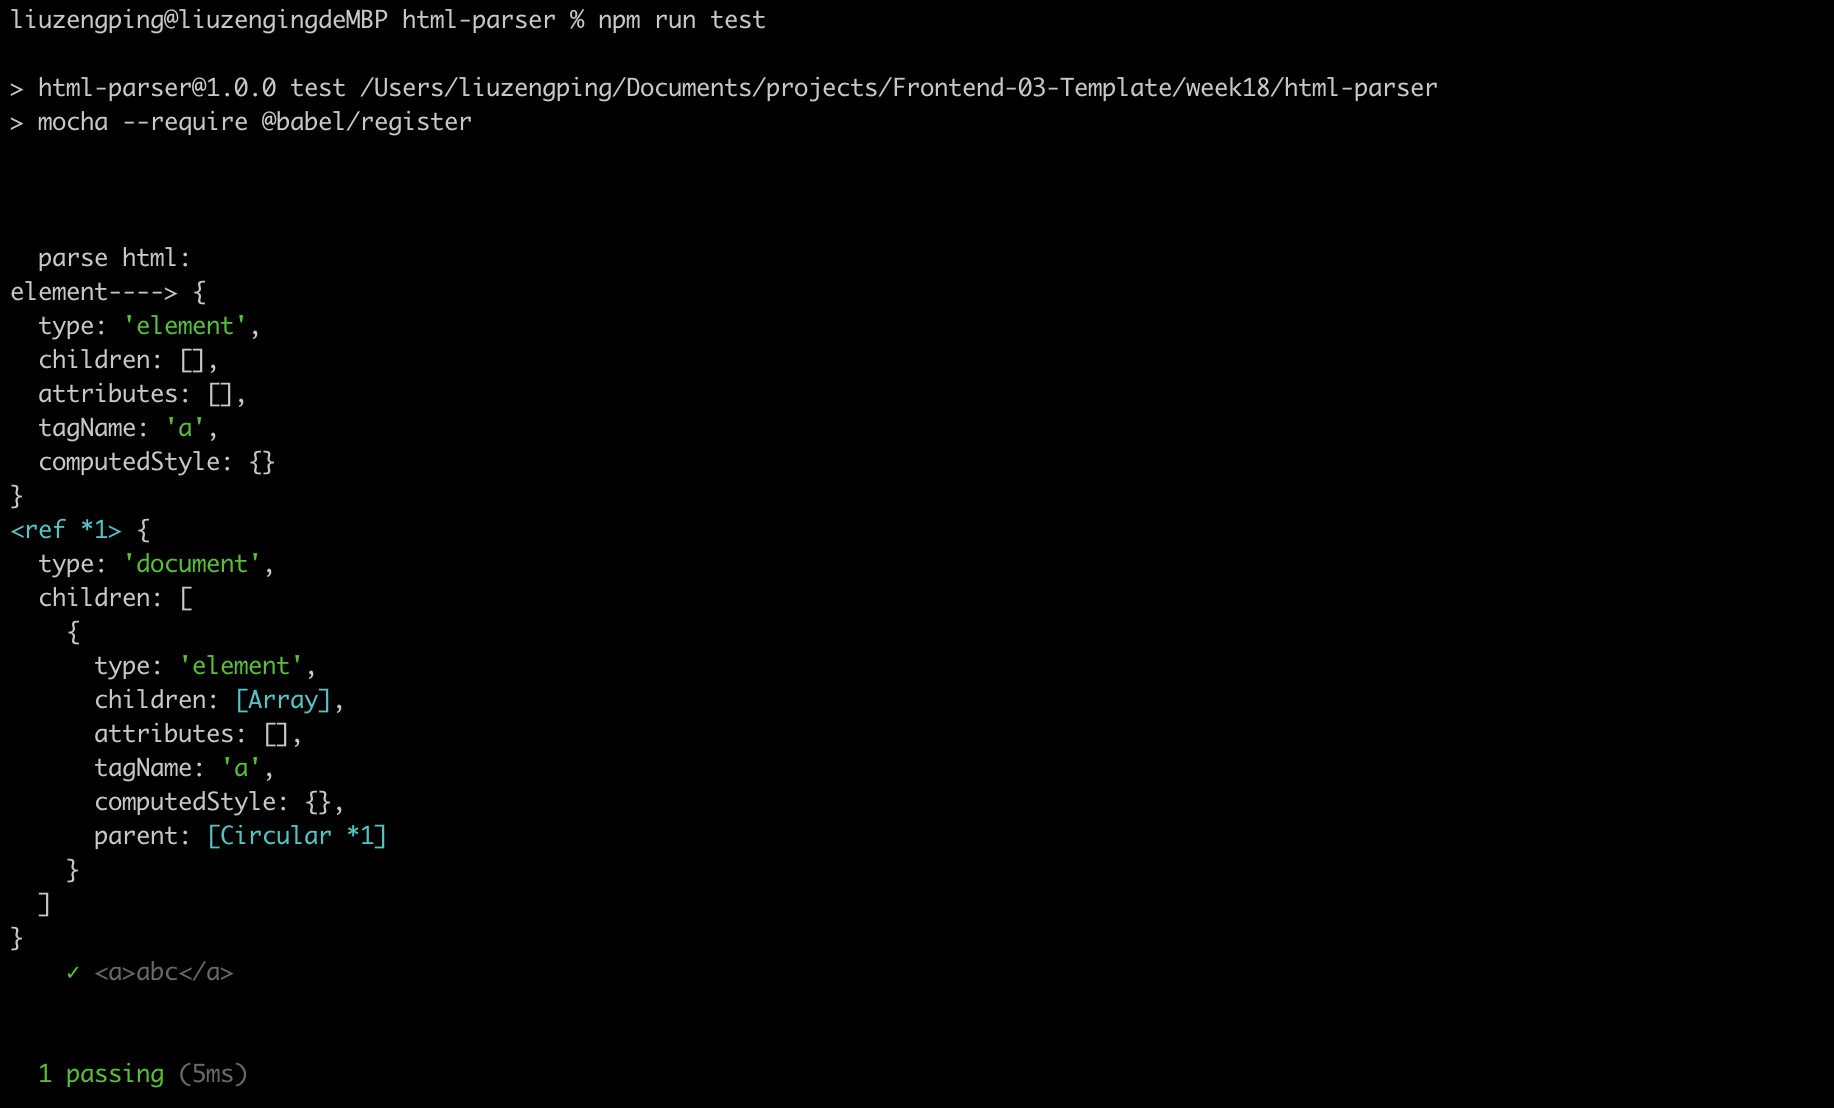 liuzengping@liuzengingdeMBP html-parser % npm run test
> html-parser@1.0.0 test /Users/liuzengping/Documents/projects/Frontend-03-Template/week18/html-parser
> mocha --require @babel/register
parse html:
element----> {
type: 'element',
children: [],
attributes: [],
tagName: 'a',
computedStyle: {}
}
<ref *1> {
type: 'document',
children: [
{
type: 'element',
children: [Array],
attributes: [],
tagName: 'a',
computedStyle: {},
parent: [Circular *1]
}
]
}
✓ <a>abc</a>
1 passing (5ms)